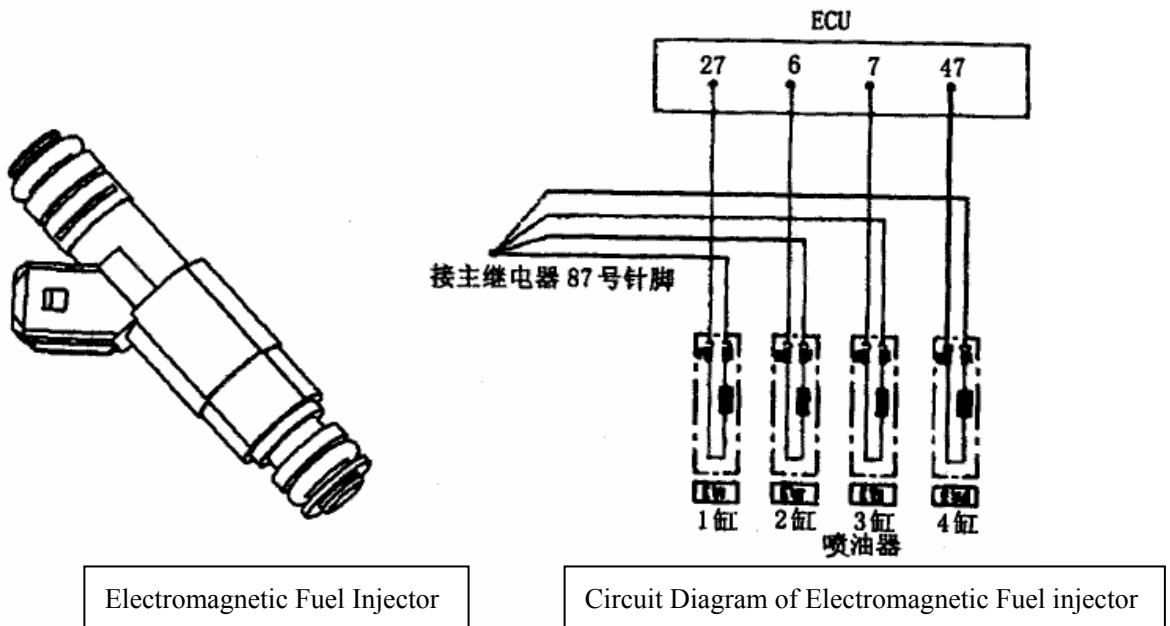 ECU
27 6 7 47
接主继电器 87 号针脚
1缸 2缸 3缸 4缸
喷油器
Electromagnetic Fuel Injector
Circuit Diagram of Electromagnetic Fuel injector